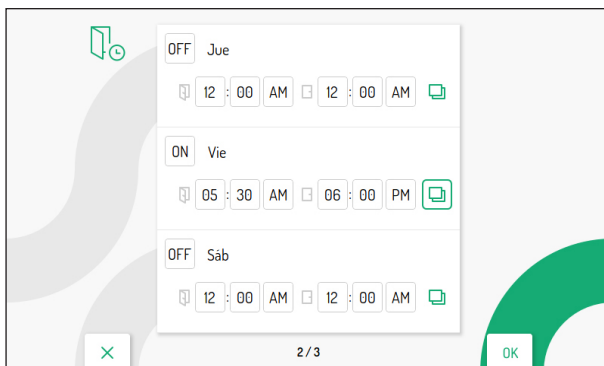 OFF Jue
12 : 00 AM 12 : 00 AM
ON Vie
05 : 30 AM 06 : 00 PM
OFF Sáb
12 : 00 AM 12 : 00 AM
2 / 3
OK